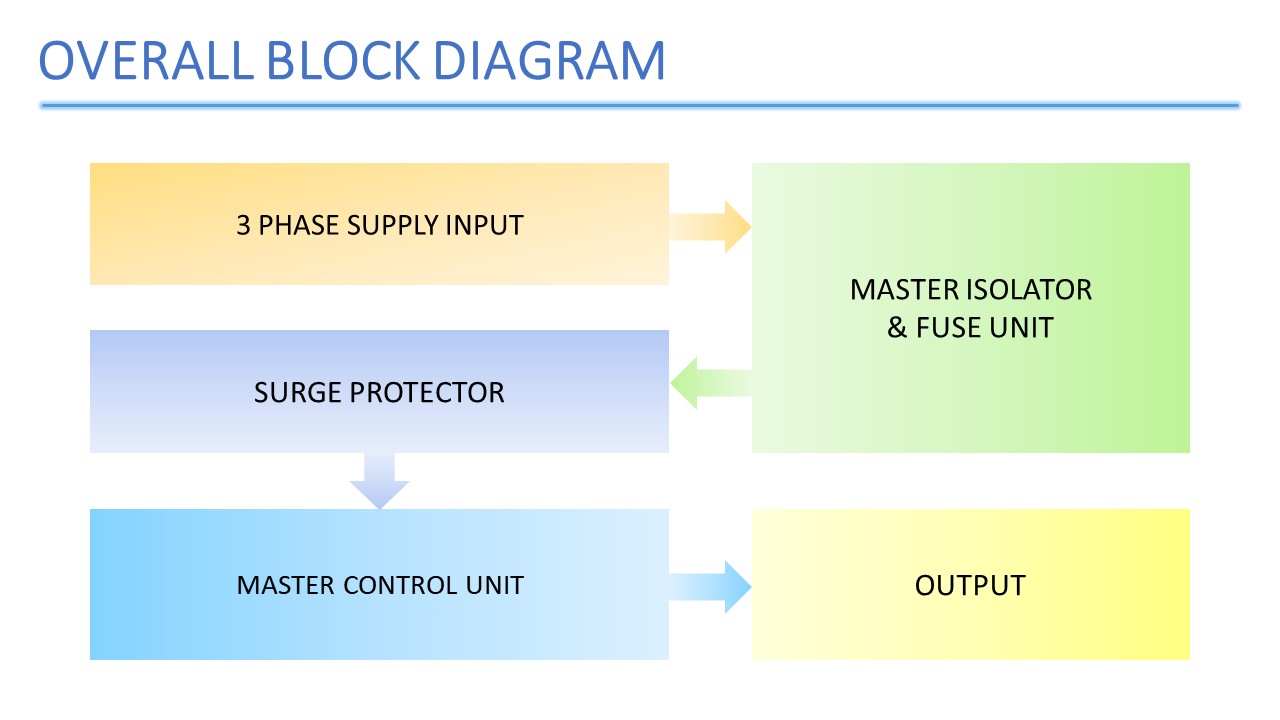 OVERALL BLOCK DIAGRAM
3 PHASE SUPPLY INPUT
MASTER ISOLATOR
& FUSE UNIT
SURGE PROTECTOR
MASTER CONTROL UNIT
OUTPUT